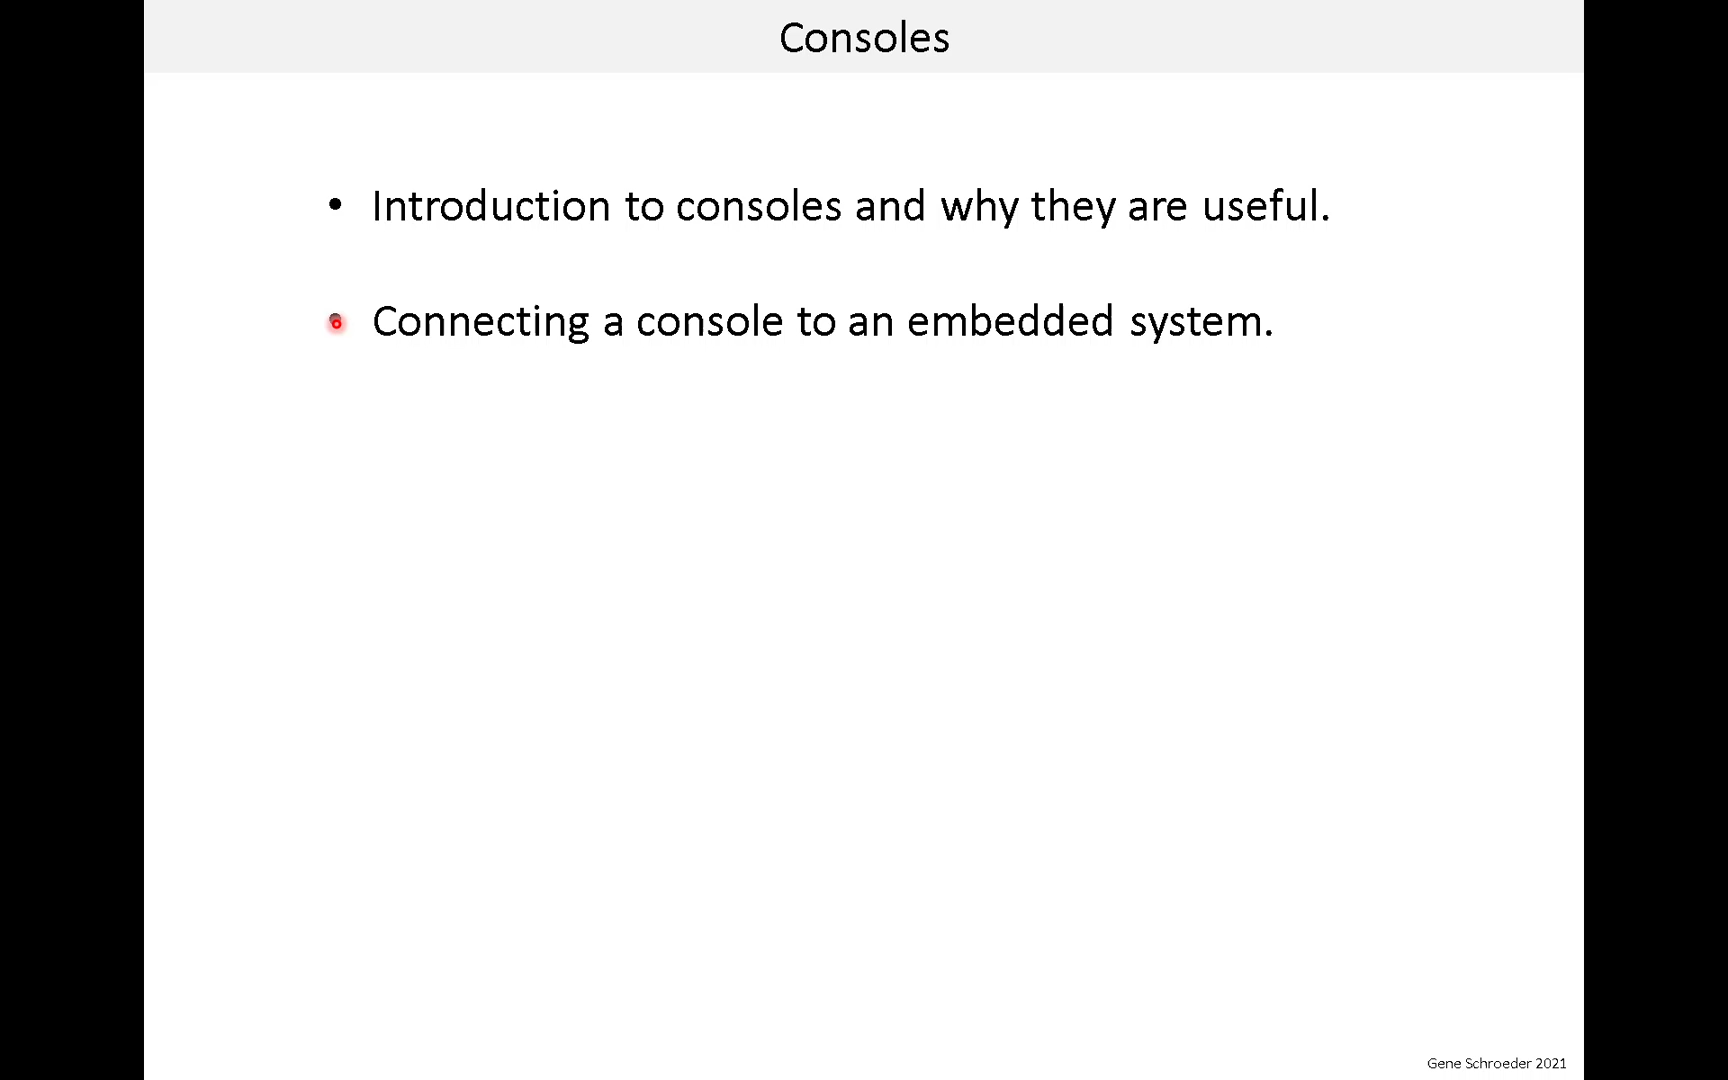 Consoles
• Introduction to consoles and why they are useful.
• Connecting a console to an embedded system.
Gene Schroeder 2021